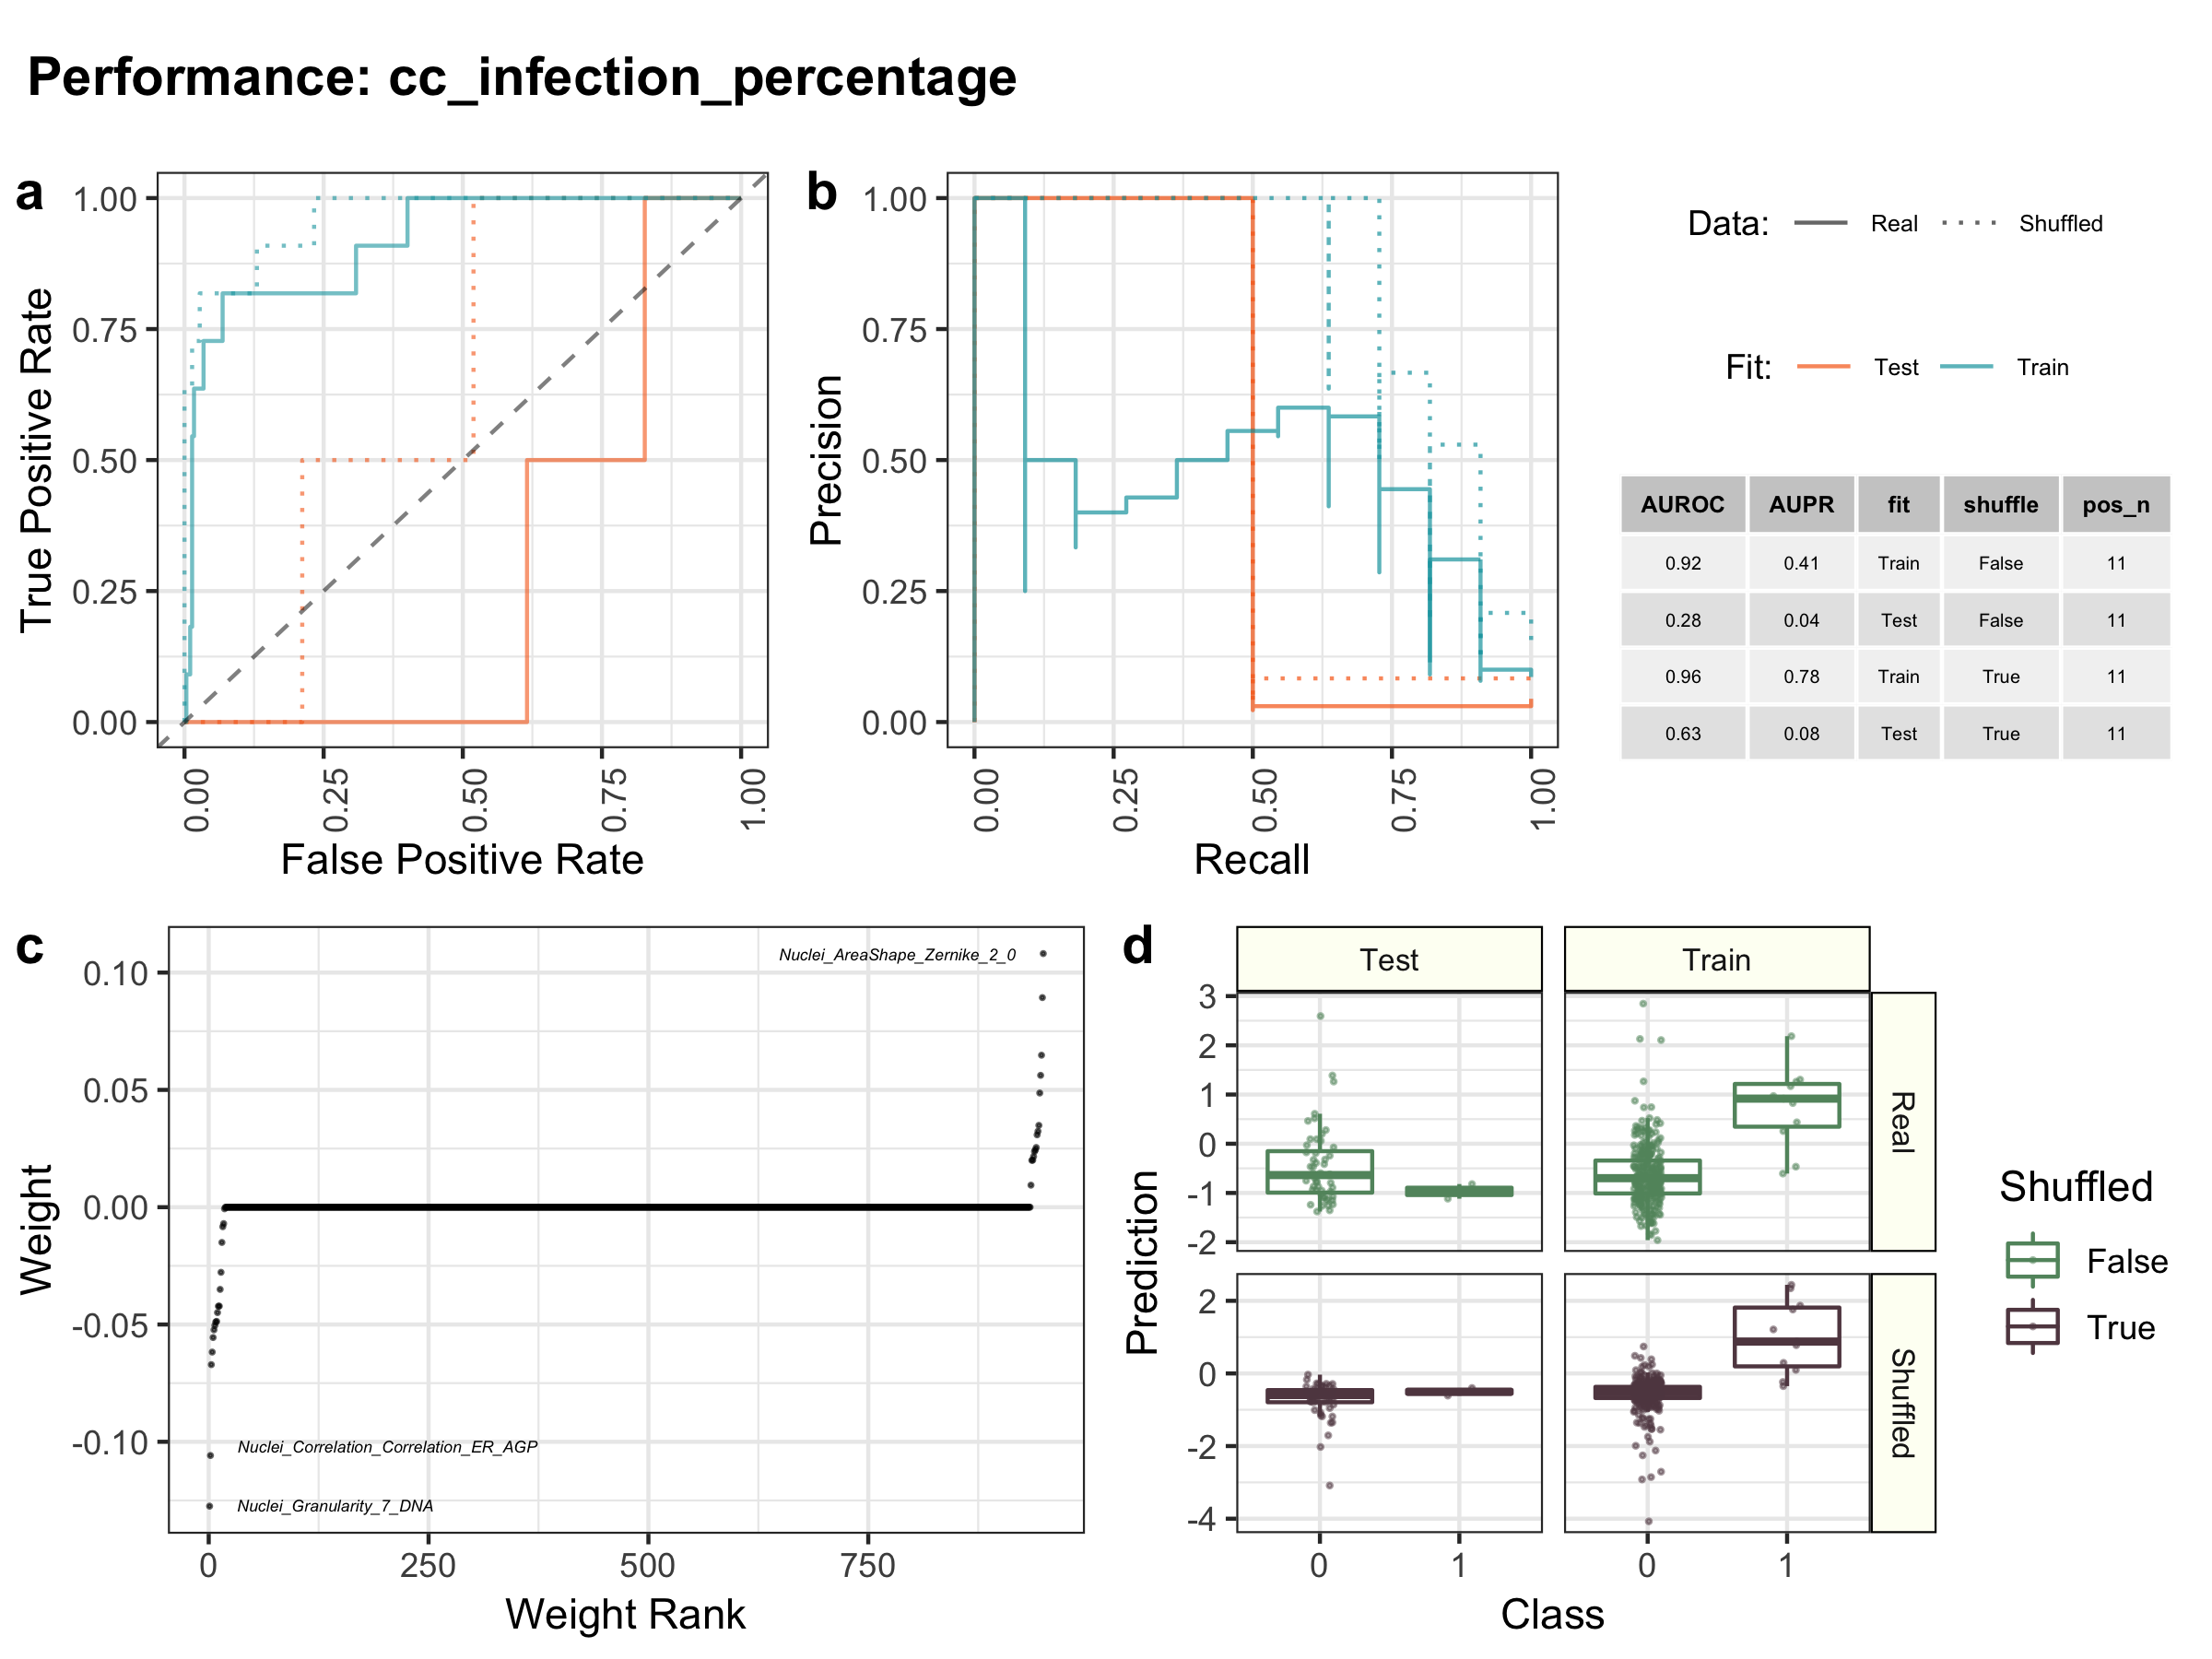 Performance: cc_infection_percentage
a
1.00
0.75
0.50
0.25
0.00
True Positive Rate
0.00
0.25
0.50
0.75
1.00
False Positive Rate
b
1.00
0.75
0.50
0.25
0.00
Precision
0.00
0.25
0.50
0.75
1.00
Recall
Data: Real Shuffled
Fit: Test Train
AUROC AUPR fit shuffle pos_n
0.92 0.41 Train False 11
0.28 0.04 Test False 11
0.96 0.78 Train True 11
0.63 0.08 Test True 11
c
0.10
0.05
0.00
-0.05
-0.10
Weight
Nuclei_AreaShape_Zernike_2_0
Nuclei_Correlation_Correlation_ER_AGP
Nuclei_Granularity_7_DNA
0 250 500 750
Weight Rank
d
Test Train
3
2
1
0
-1
-2
Real
2
0
-2
-4
Shuffled
Prediction
0 1 0 1
Class
Shuffled
False
True